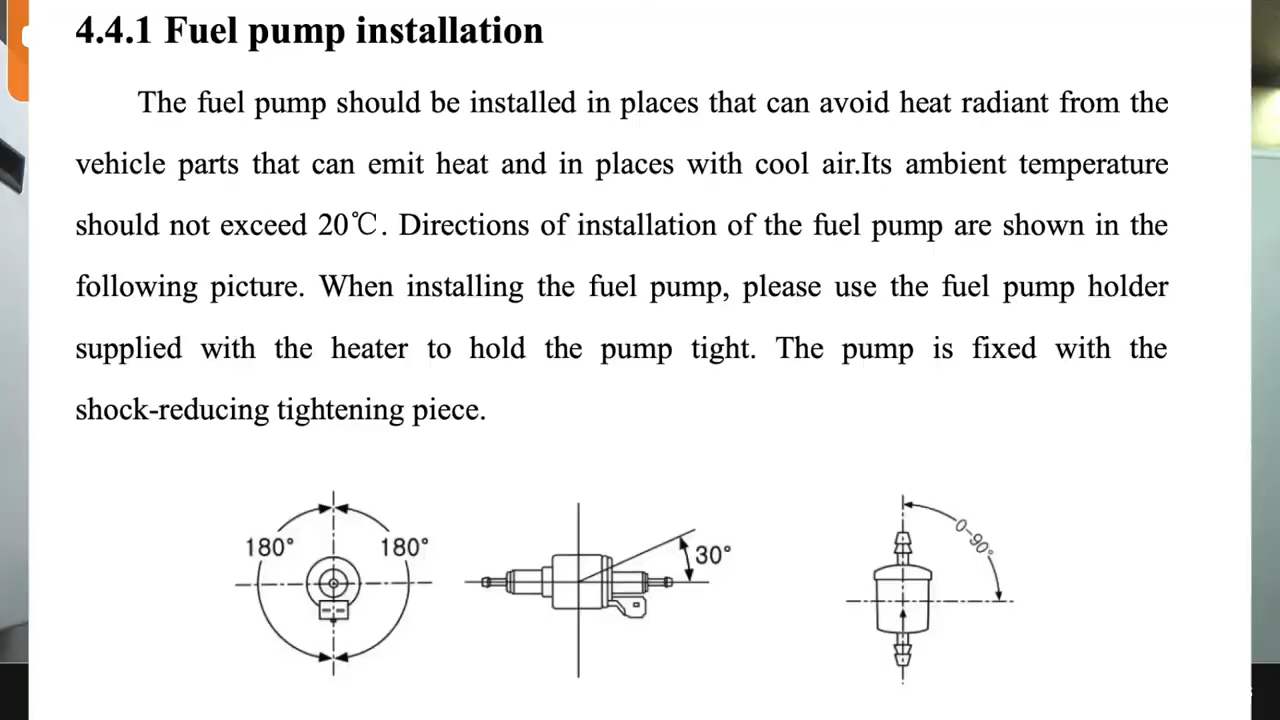 4.4.1 Fuel pump installation
The fuel pump should be installed in places that can avoid heat radiant from the
vehicle parts that can emit heat and in places with cool air.Its ambient temperature
should not exceed 20℃. Directions of installation of the fuel pump are shown in the
following picture. When installing the fuel pump, please use the fuel pump holder
supplied with the heater to hold the pump tight. The pump is fixed with the
shock-reducing tightening piece.
180° 180° 30° 0~90°